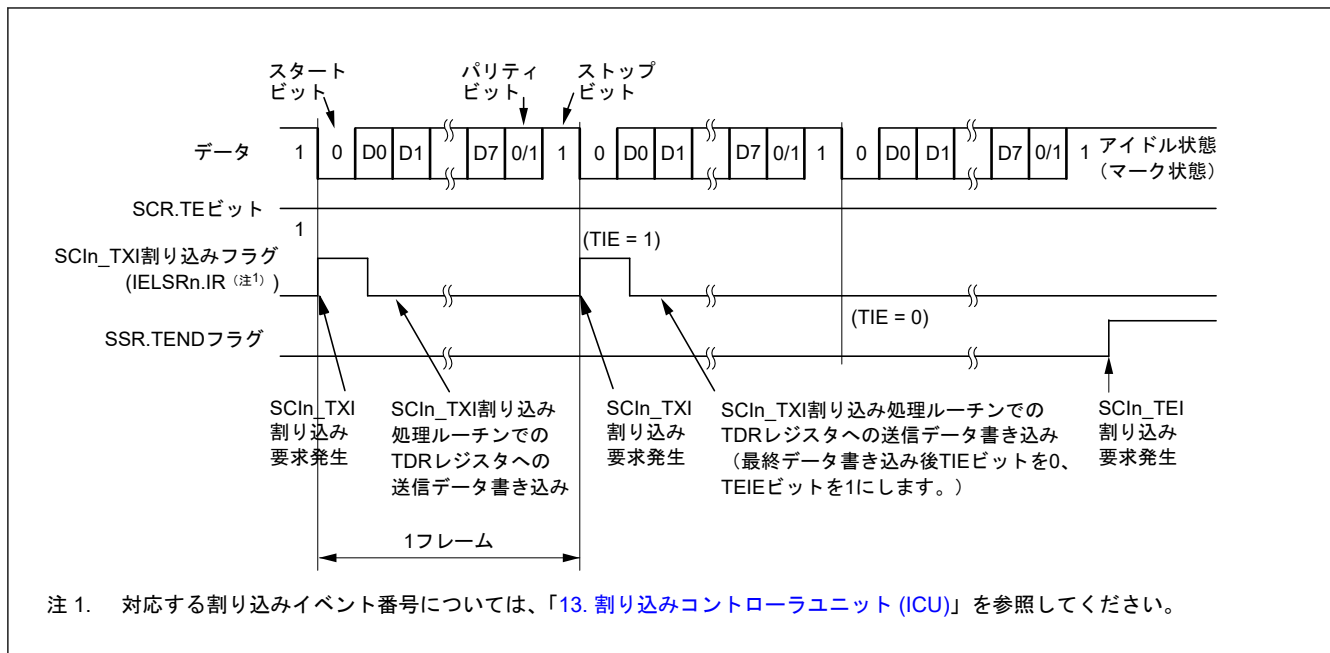 スタート
ビット
パリティ
ビット
ストップ
ビット
データ
1 0 D0 D1 D7 0/1 1 0 D0 D1 D7 0/1 1 0 D0 D1 D7 0/1 1
アイドル状態
（マーク状態）
SCR.TEビット
1
SCIn_TXI割り込みフラグ
(IELSRn.IR（注1）)
(TIE = 1)
(TIE = 0)
SSR.TENDフラグ
SCIn_TXI
割り込み
要求発生
SCIn_TXI割り込み
処理ルーチンでの
TDRレジスタへの
送信データ書き込み
SCIn_TXI
割り込み
要求発生
SCIn_TXI割り込み処理ルーチンでの
TDRレジスタへの送信データ書き込み
（最終データ書き込み後TIEビットを0、
TEIEビットを1にします。）
SCIn_TEI
割り込み
要求発生
1フレーム
注 1. 対応する割り込みイベント番号については、「13. 割り込みコントローラユニット (ICU)」を参照してください。